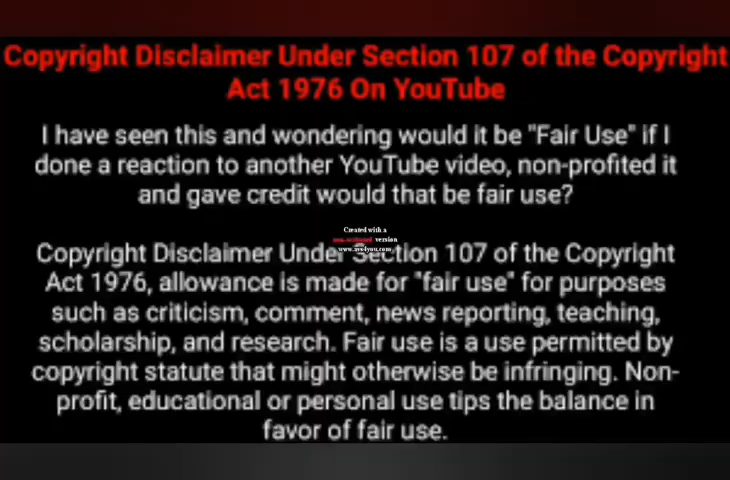 Copyright Disclaimer Under Section 107 of the Copyright
Act 1976 On YouTube
I have seen this and wondering would it be "Fair Use" if I
done a reaction to another YouTube video, non-profited it
and gave credit would that be fair use?
Created with a
version
Copyright Disclaimer Under Section 107 of the Copyright
Act 1976, allowance is made for "fair use" for purposes
such as criticism, comment, news reporting, teaching,
scholarship, and research. Fair use is a use permitted by
copyright statute that might otherwise be infringing. Non-
profit, educational or personal use tips the balance in
favor of fair use.